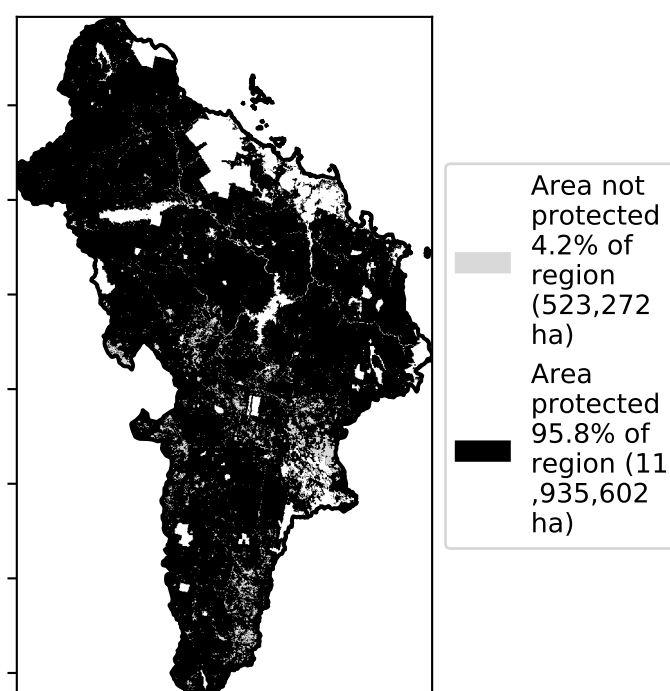 Area not
protected
4.2% of
region
(523,272
ha)
Area
protected
95.8% of
region (11
,935,602
ha)